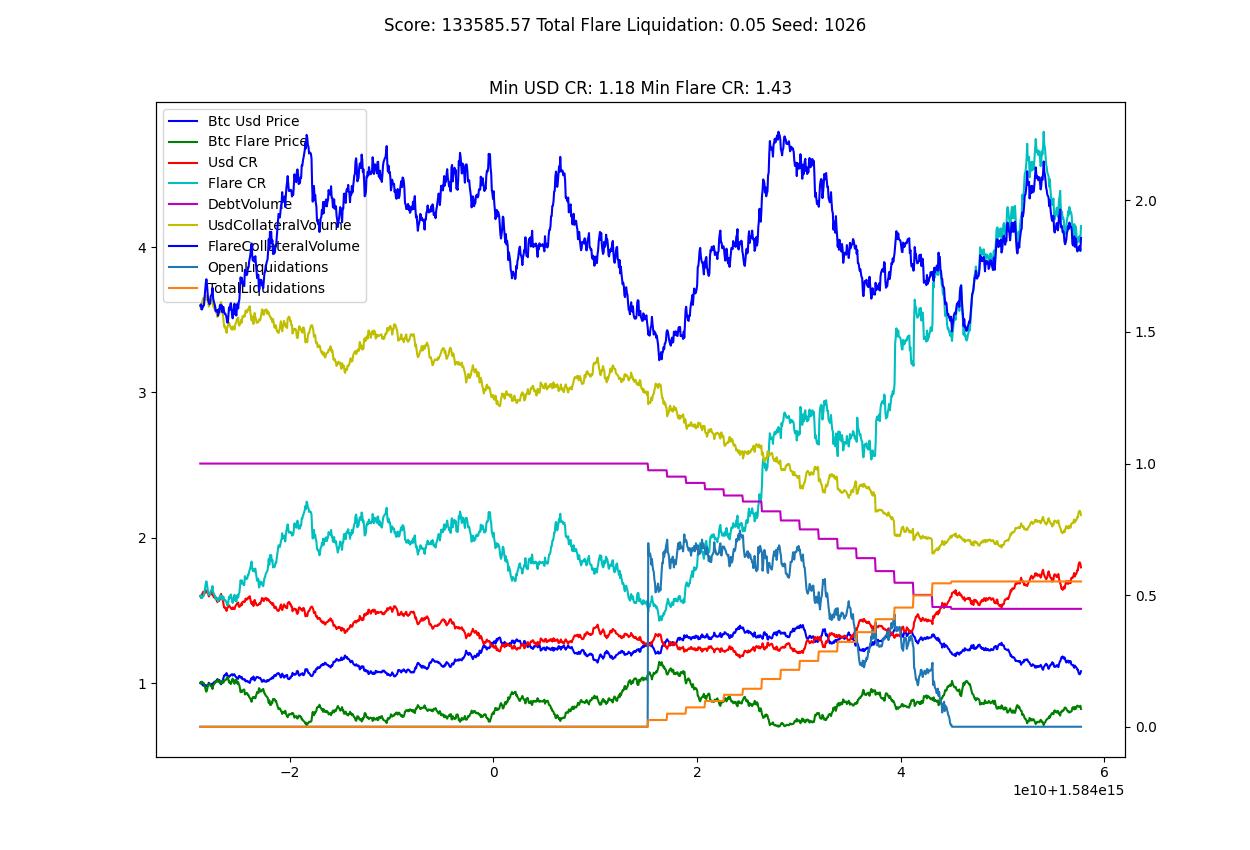 Score: 133585.57 Total Flare Liquidation: 0.05 Seed: 1026
Min USD CR: 1.18 Min Flare CR: 1.43
Btc Usd Price
Btc Flare Price
Usd CR
Flare CR
DebtVolume
UsdCollateralVolume
FlareCollateralVolume
OpenLiquidations
TotalLiquidations
4
3
2
1
2.0
1.5
1.0
0.5
0.0
−2 0 2 4 6
1e10+1.584e15